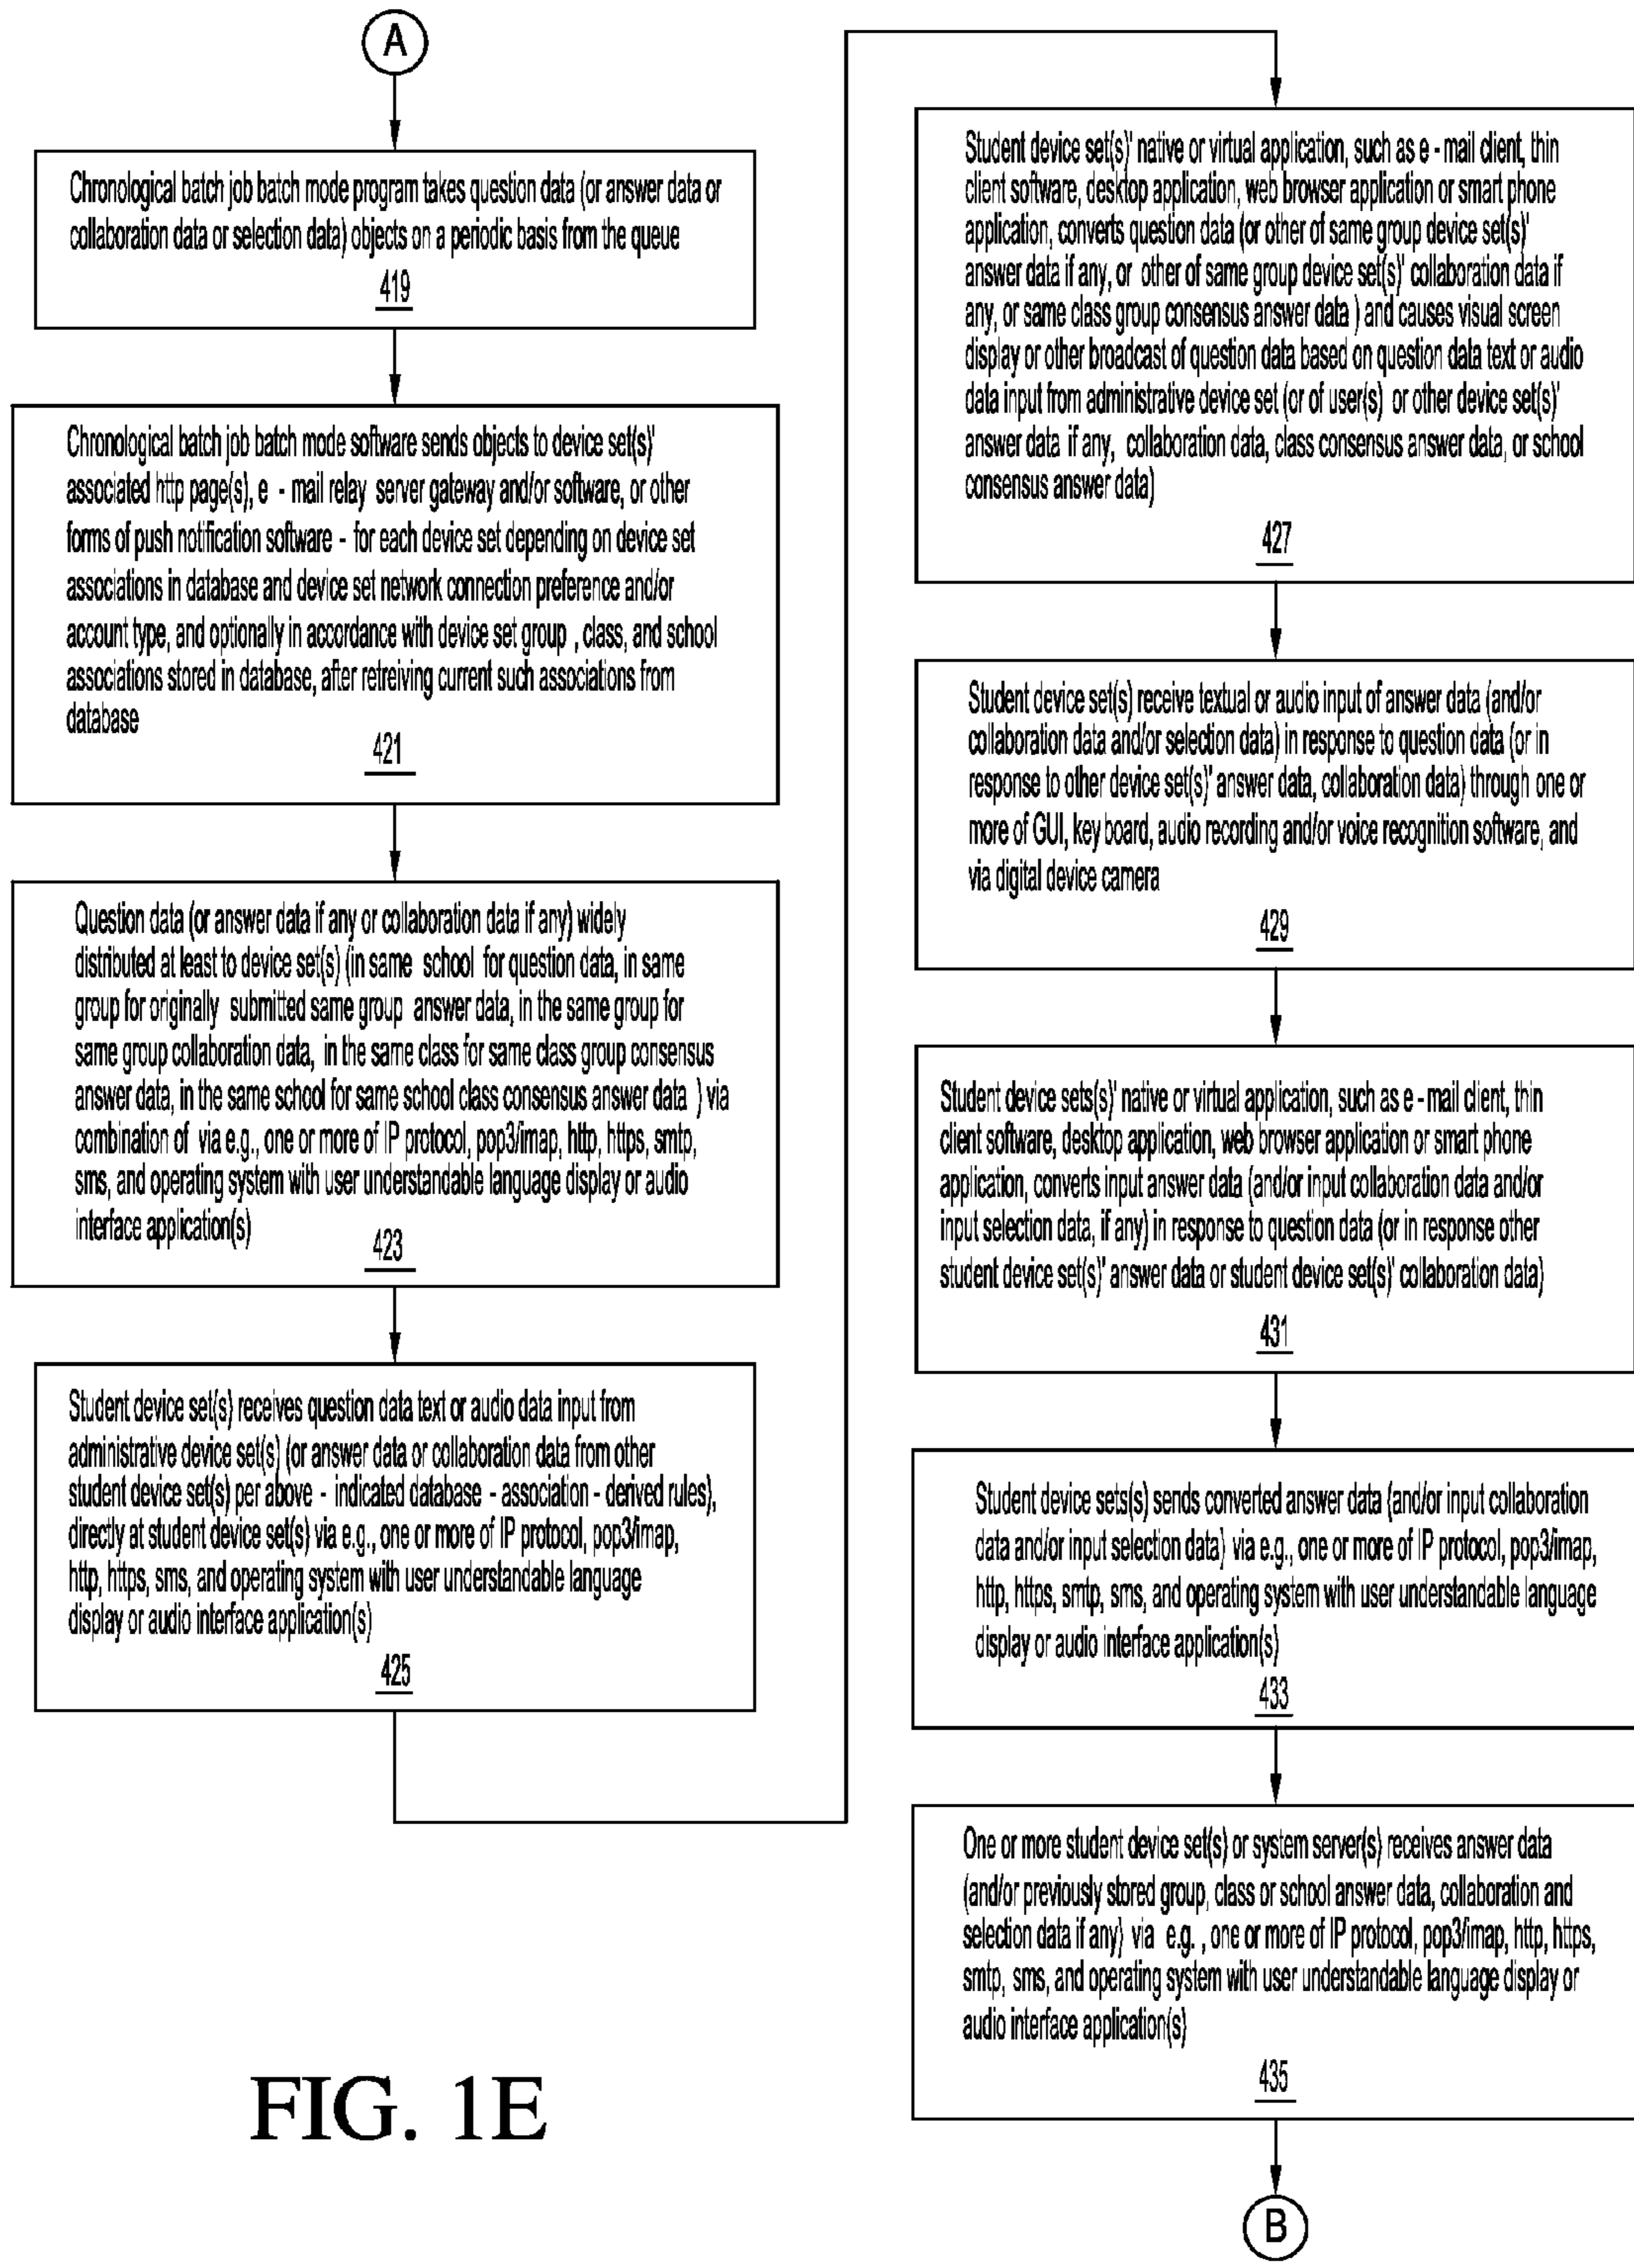 A
Chronological batch job batch mode program takes question data (or answer data or
collaboration data or selection data) objects on a periodic basis from the queue
419
Chronological batch job batch mode software sends objects to device set(s)'
associated http page(s), e - mail relay server gateway and/or software, or other
forms of push notification software - for each device set depending on device set
associations in database and device set network connection preference and/or
account type, and optionally in accordance with device set group , class, and school
associations stored in database, after retreiving current such associations from
database
421
Question data (or answer data if any or collaboration data if any) widely
distributed at least to device set(s) (in same school for question data, in same
group for originally submitted same group answer data, in the same group for
same group collaboration data, in the same class for same class group consensus
answer data, in the same school for same school class consensus answer data ) via
combination of via e.g., one or more of IP protocol, pop3/imap, http, https, smtp,
sms, and operating system with user understandable language display or audio
interface application(s)
423
Student device set(s) receives question data text or audio data input from
administrative device set(s) (or answer data or collaboration data from other
student device set(s) per above - indicated database - association - derived rules),
directly at student device set(s) via e.g., one or more of IP protocol, pop3/imap,
http, https, sms, and operating system with user understandable language
display or audio interface application(s)
425
Student device set(s)' native or virtual application, such as e - mail client, thin
client software, desktop application, web browser application or smart phone
application, converts question data (or other of same group device set(s)'
answer data if any, or other of same group device set(s)' collaboration data if
any, or same class group consensus answer data ) and causes visual screen
display or other broadcast of question data based on question data text or audio
data input from administrative device set (or of user(s) or other device set(s)'
answer data if any, collaboration data, class consensus answer data, or school
consensus answer data)
427
Student device set(s) receive textual or audio input of answer data (and/or
collaboration data and/or selection data) in response to question data (or in
response to other device set(s)' answer data, collaboration data) through one or
more of GUI, key board, audio recording and/or voice recognition software, and
via digital device camera
429
Student device sets(s)' native or virtual application, such as e - mail client, thin
client software, desktop application, web browser application or smart phone
application, converts input answer data (and/or input collaboration data and/or
input selection data, if any) in response to question data (or in response other
student device set(s)' answer data or student device set(s)' collaboration data)
431
Student device sets(s) sends converted answer data (and/or input collaboration
data and/or input selection data) via e.g., one or more of IP protocol, pop3/imap,
http, https, smtp, sms, and operating system with user understandable language
display or audio interface application(s)
433
One or more student device set(s) or system server(s) receives answer data
(and/or previously stored group, class or school answer data, collaboration and
selection data if any) via e.g. , one or more of IP protocol, pop3/imap, http, https,
smtp, sms, and operating system with user understandable language display or
audio interface application(s)
435
B
FIG. 1E